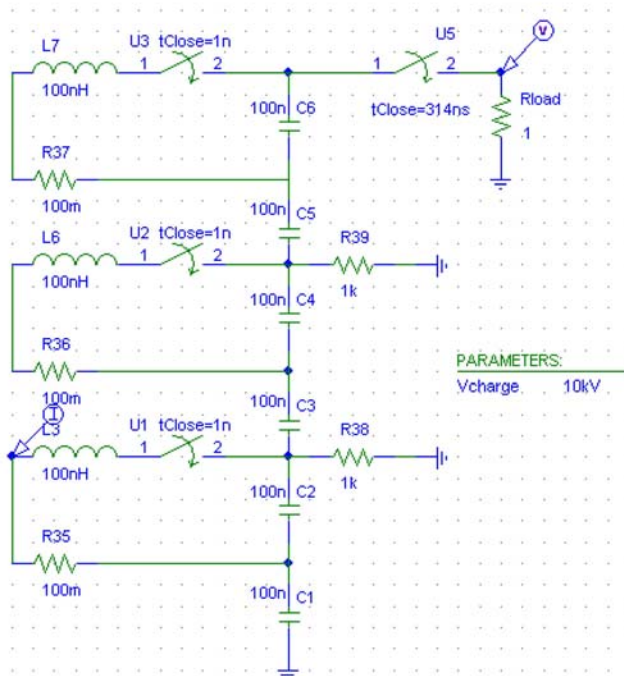 L7
U3 tClose=1n
U5
V
1
2
1
2
100nH
100n
C6
tClose=314ns
Rload
1
R37
100m
100n
C5
L6
U2 tClose=1n
R39
1
2
100nH
100n
C4
1k
R36
100m
PARAMETERS:
Vcharge 10kV
I
100n
C3
L3
U1 tClose=1n
R38
1
2
100nH
100n
C2
1k
R35
100m
100n
C1